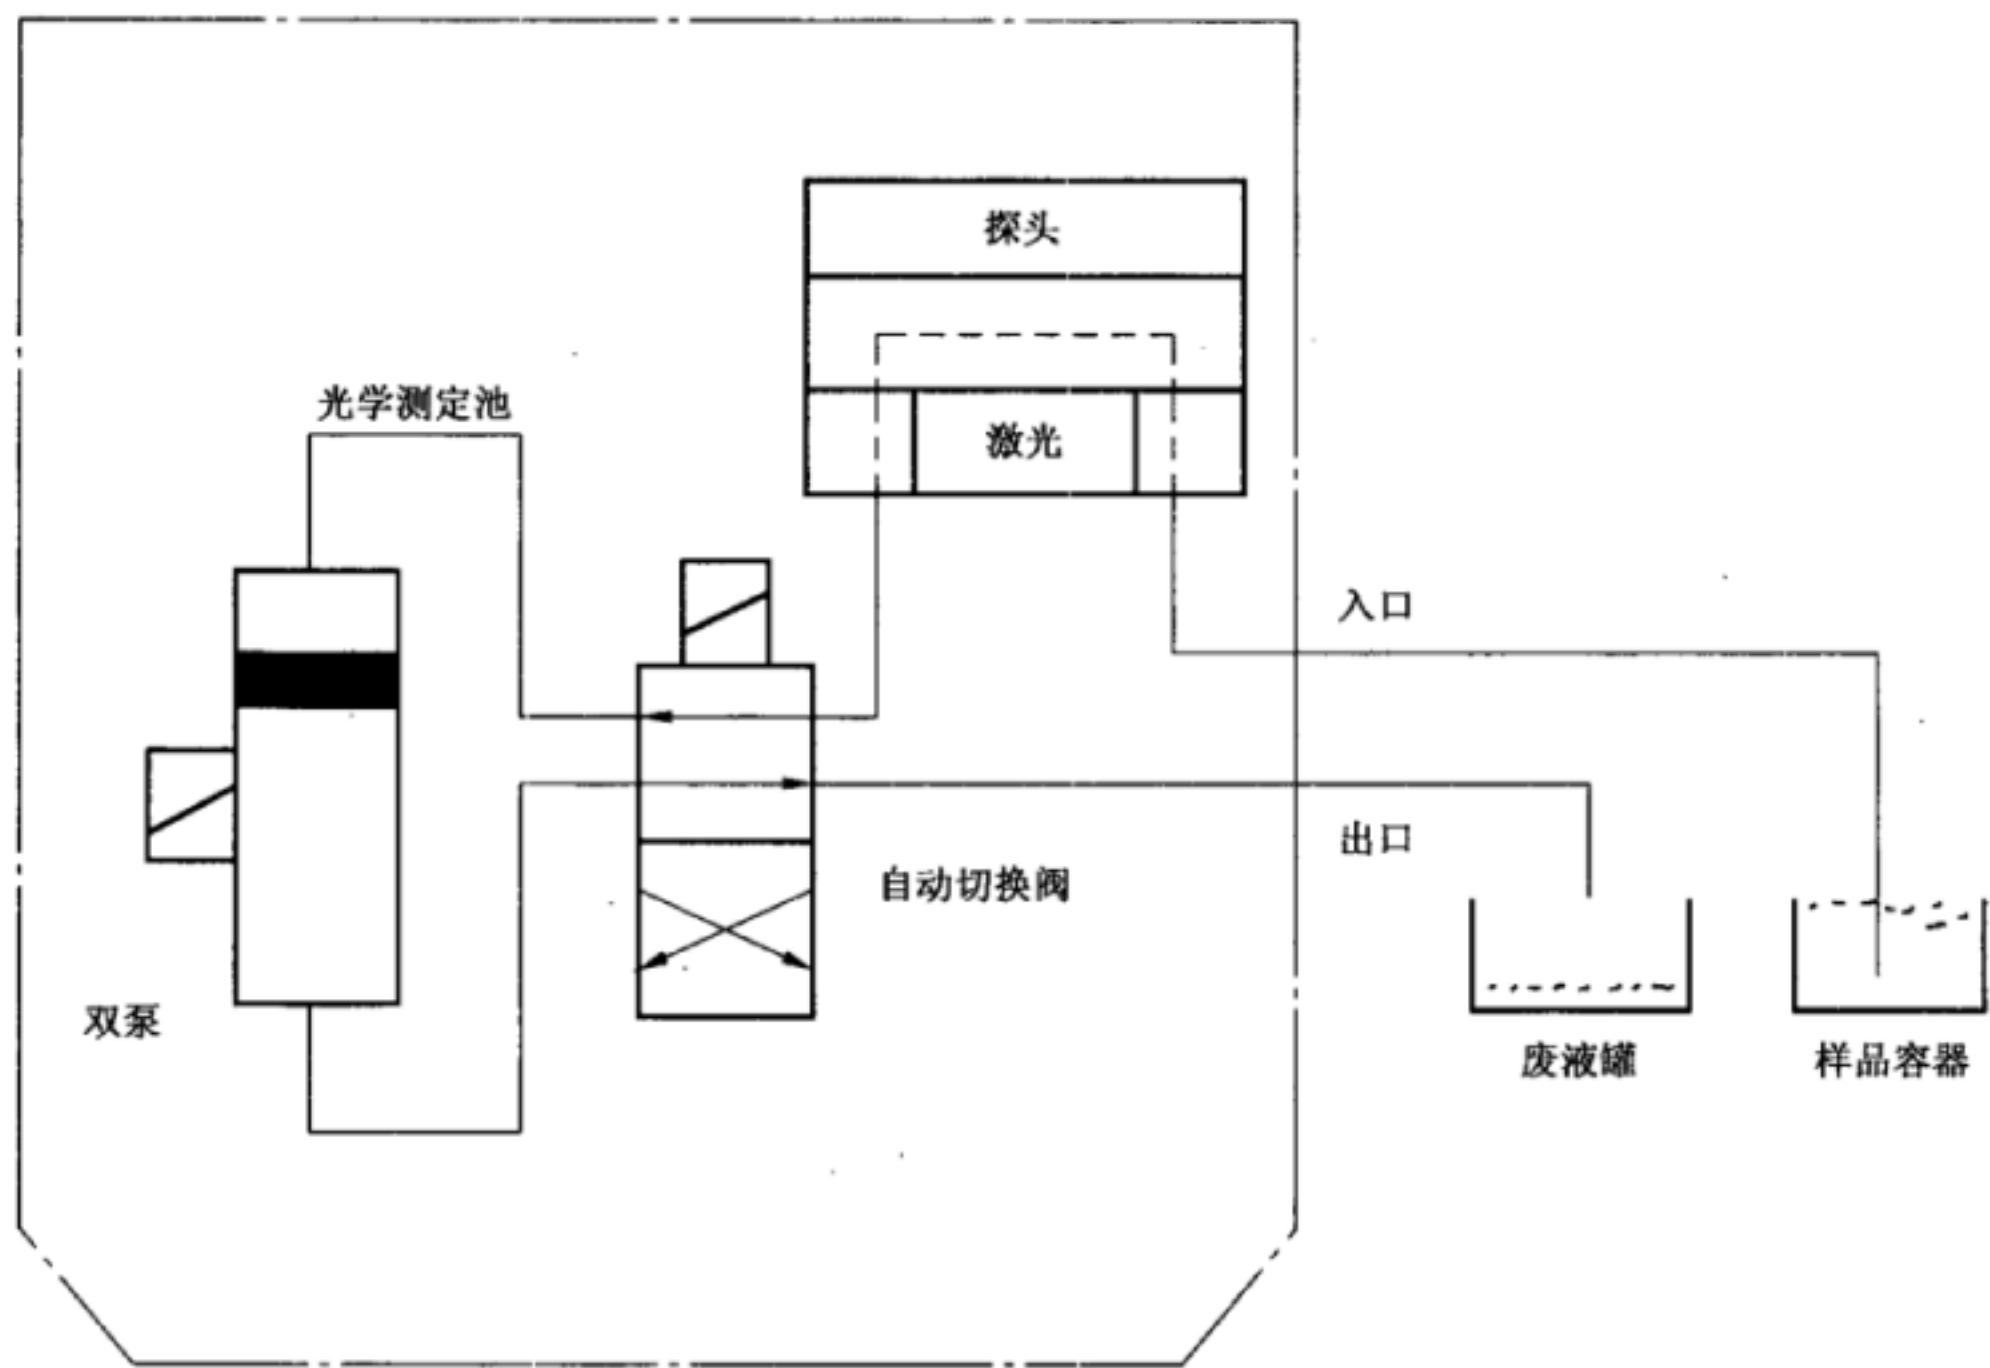 探头
光学测定池
激光
入口
出口
自动切换阀
双泵
废液罐
样品容器